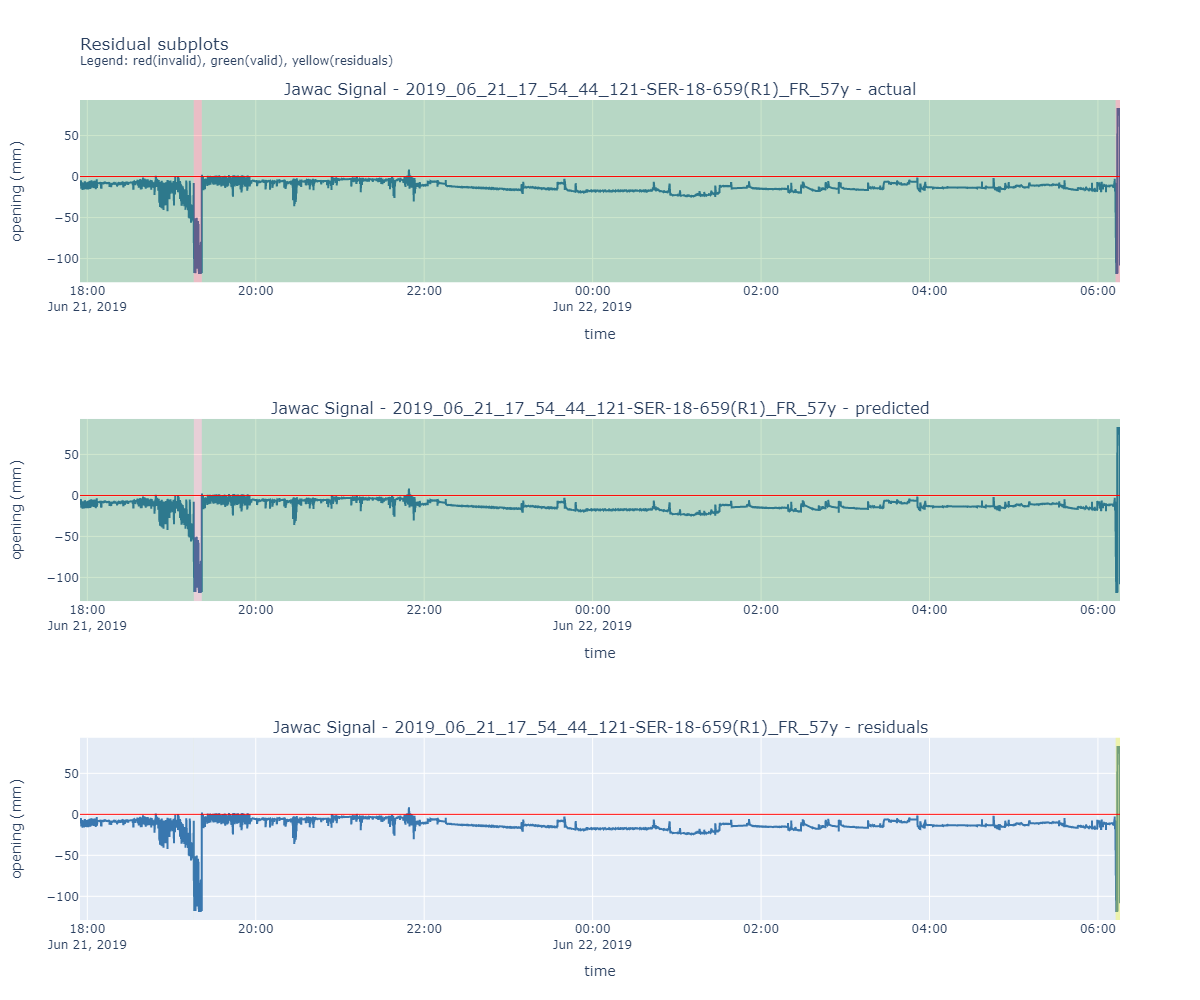 Residual subplots
Legend: red(invalid), green(valid), yellow(residuals)
Jawac Signal - 2019_06_21_17_54_44_121-SER-18-659(R1)_FR_57y - actual
opening (mm)
50
0
−50
−100
18:00 20:00 22:00 00:00 02:00 04:00 06:00
Jun 21, 2019 Jun 22, 2019
time
Jawac Signal - 2019_06_21_17_54_44_121-SER-18-659(R1)_FR_57y - predicted
opening (mm)
50
0
−50
−100
18:00 20:00 22:00 00:00 02:00 04:00 06:00
Jun 21, 2019 Jun 22, 2019
time
Jawac Signal - 2019_06_21_17_54_44_121-SER-18-659(R1)_FR_57y - residuals
opening (mm)
50
0
−50
−100
18:00 20:00 22:00 00:00 02:00 04:00 06:00
Jun 21, 2019 Jun 22, 2019
time